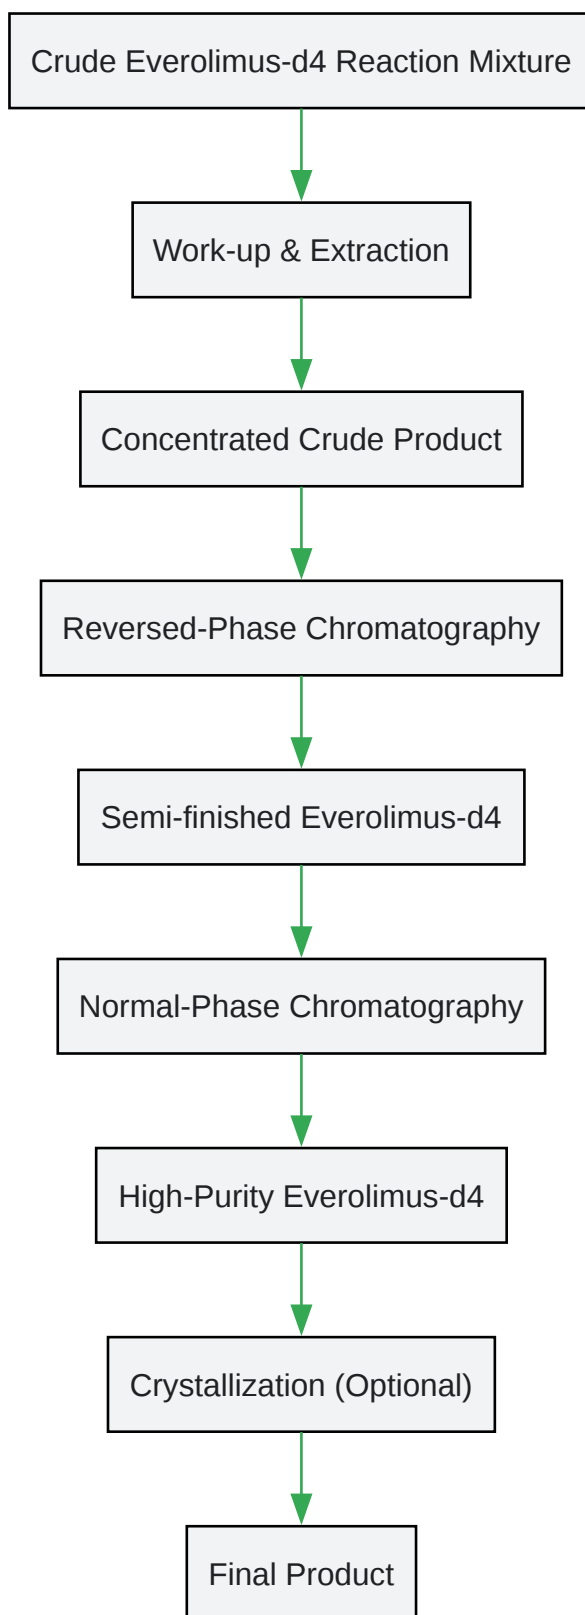 Crude Everolimus-d4 Reaction Mixture
Work-up & Extraction
Concentrated Crude Product
Reversed-Phase Chromatography
Semi-finished Everolimus-d4
Normal-Phase Chromatography
High-Purity Everolimus-d4
Crystallization (Optional)
Final Product